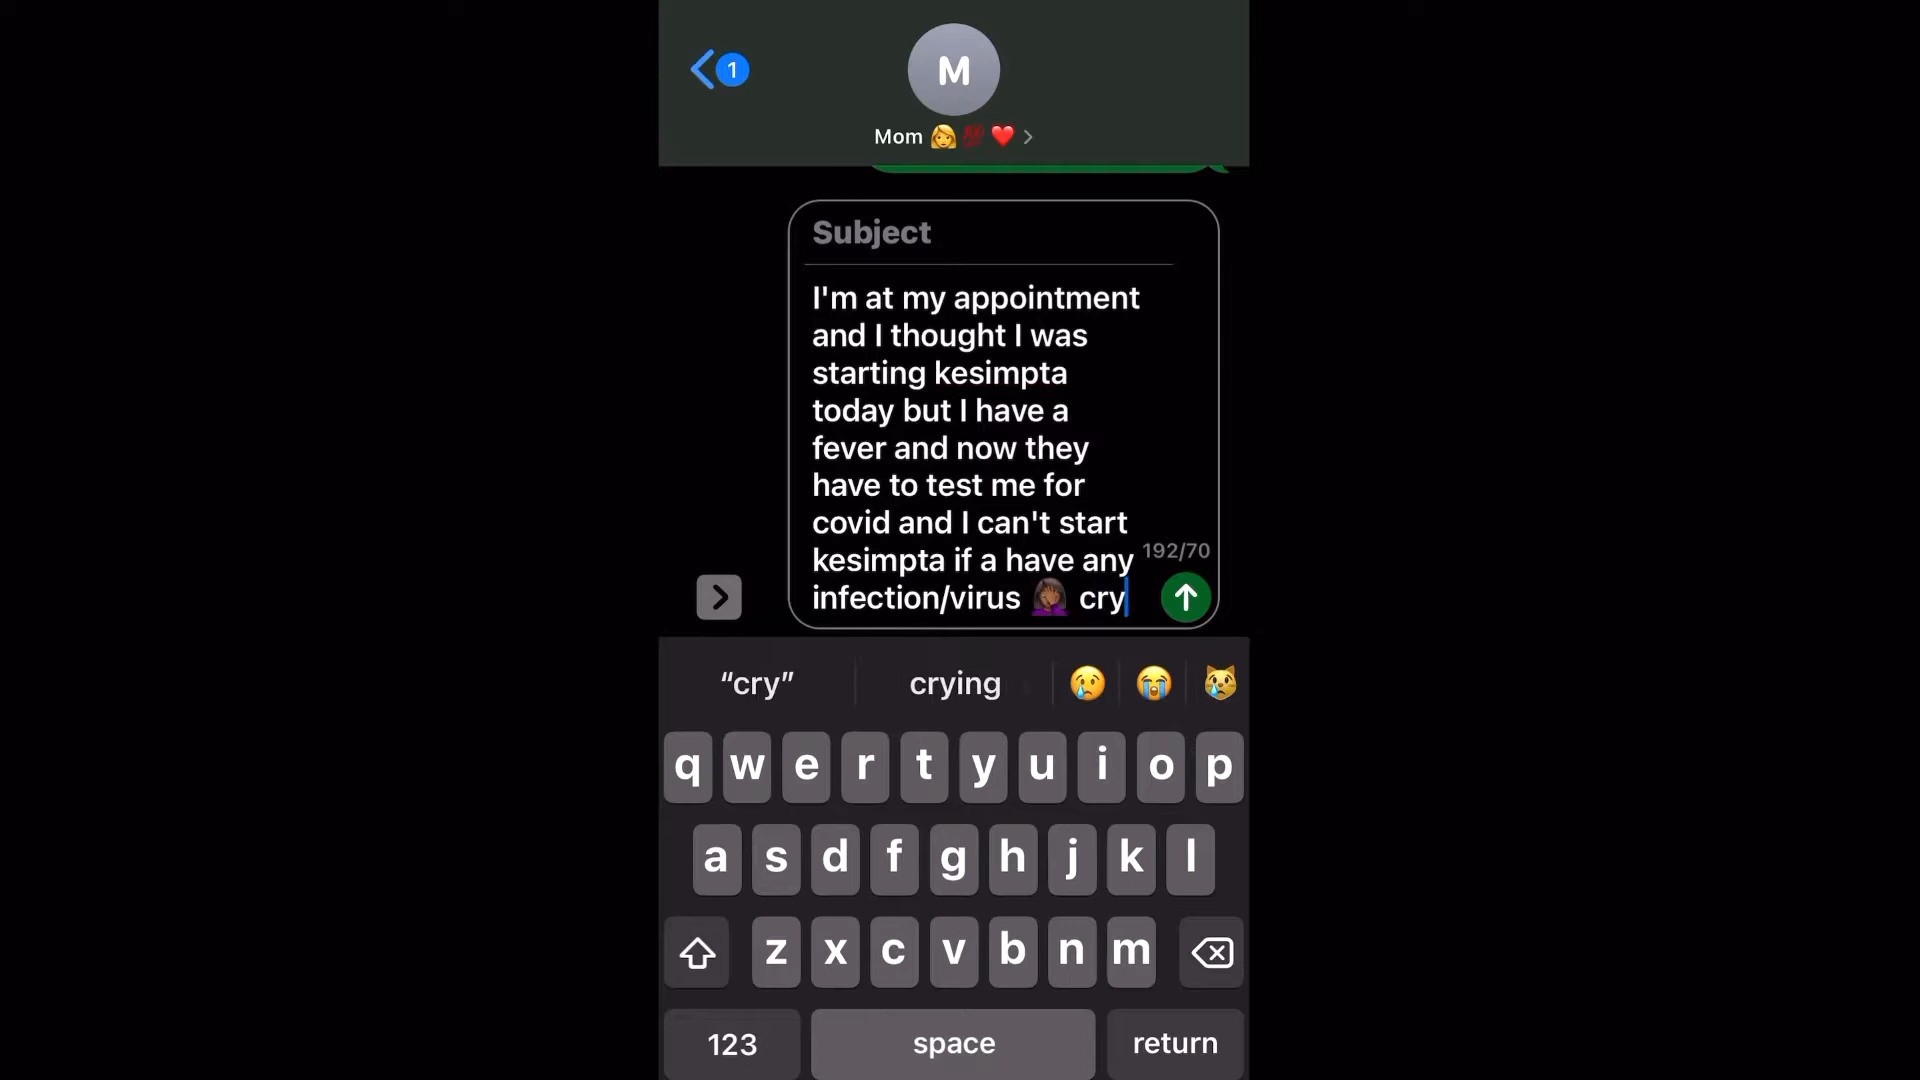 1
M
Mom 👩💯❤️ >
Subject
I'm at my appointment
and I thought I was
starting kesimpta
today but I have a
fever and now they
have to test me for
covid and I can't start
kesimpta if a have any
192/70
infection/virus 🤦🏾‍♀️ cry
“cry” crying 😢 😭 😿
q w e r t y u i o p
a s d f g h j k l
z x c v b n m
123 space return